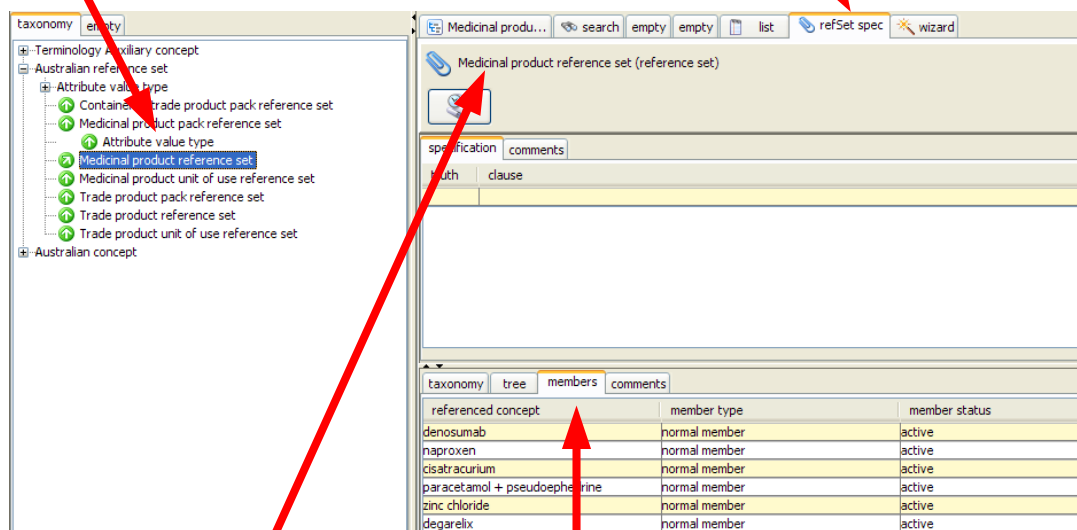 taxonomy empty
Terminology Auxiliary concept
Australian reference set
Attribute value type
Containered trade product pack reference set
Medicinal product pack reference set
Attribute value type
Medicinal product reference set
Medicinal product unit of use reference set
Trade product pack reference set
Trade product reference set
Trade product unit of use reference set
Australian concept
Medicinal produ... search empty empty list refSet spec wizard
Medicinal product reference set (reference set)
specification comments
truth clause
taxonomy tree members comments
referenced concept member type member status
denosumab normal member active
naproxen normal member active
cisatracurium normal member active
paracetamol + pseudoephedrine normal member active
zinc chloride normal member active
degarelix normal member active